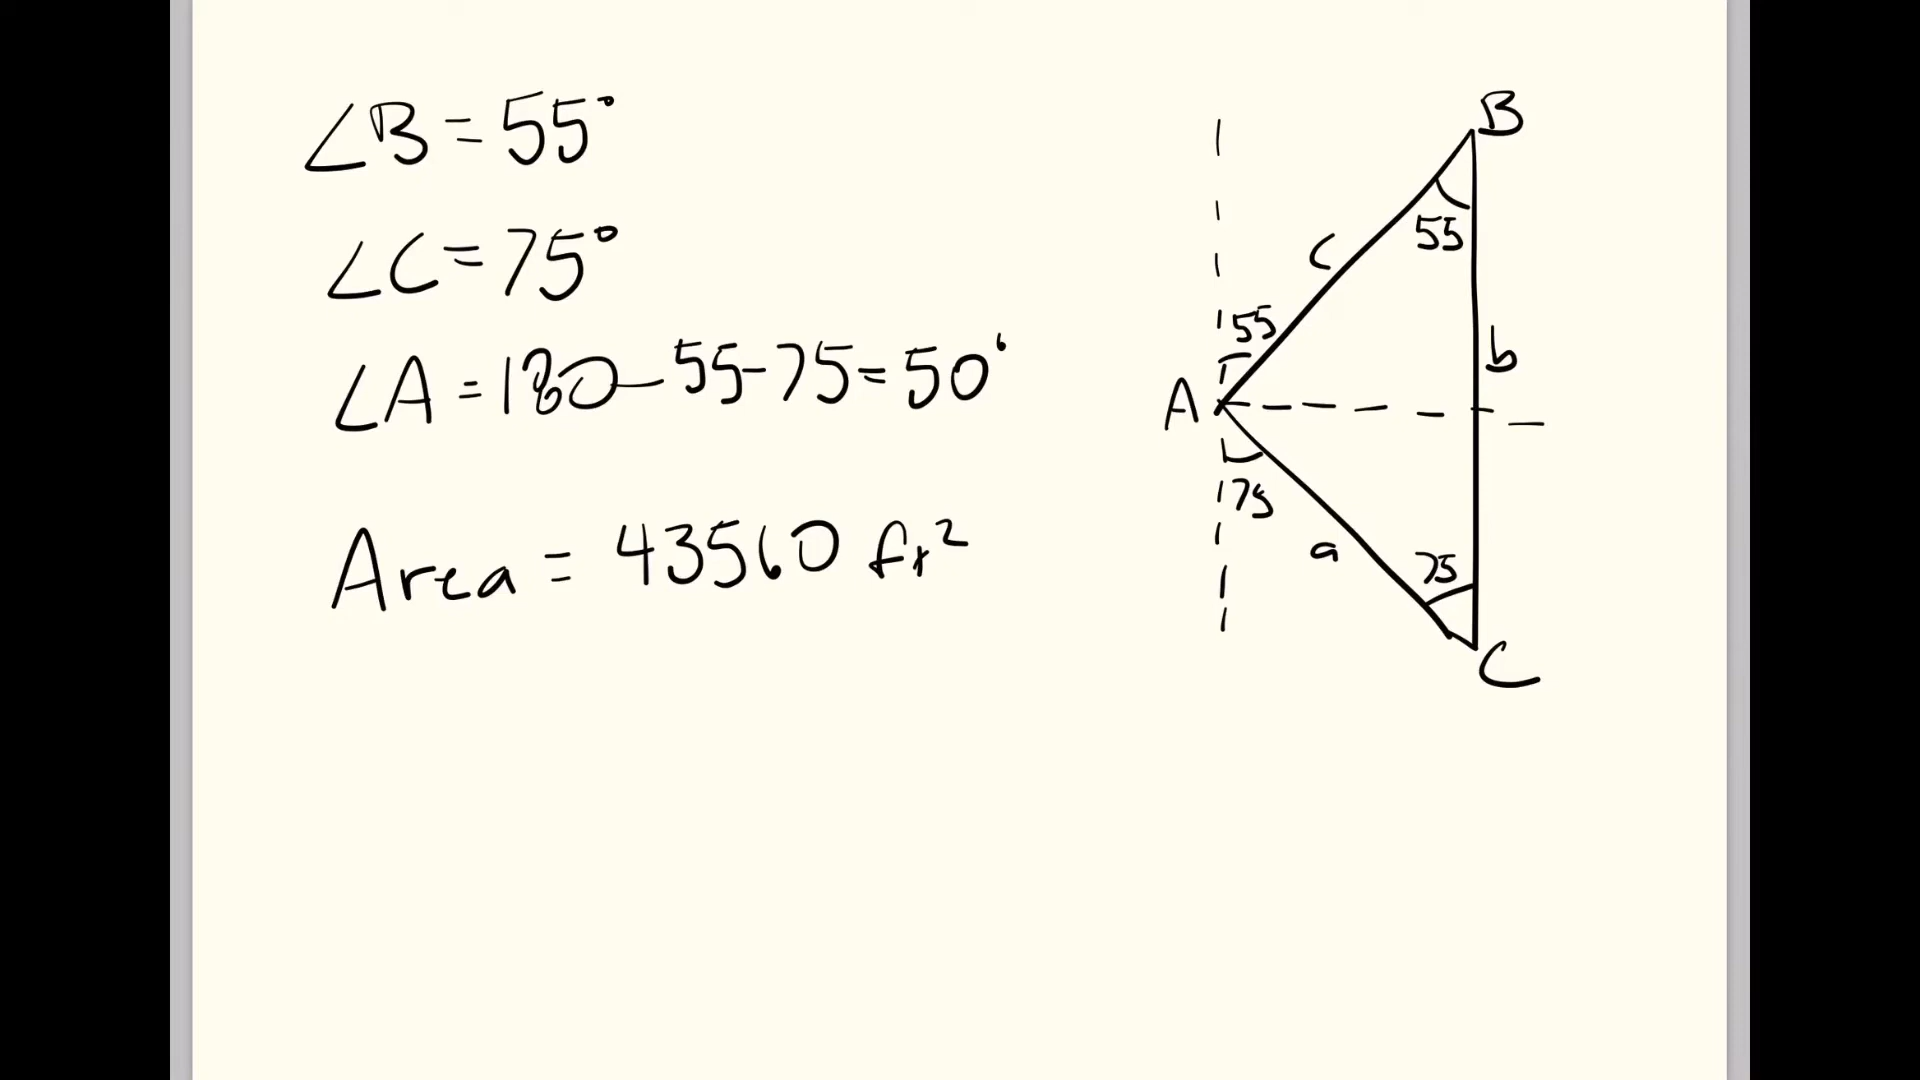 ∠B = 55°
∠C = 75°
∠A = 180 - 55 - 75 = 50°
Area = 43560 ft²
B
55
c
55
b
A
75
a
75
C